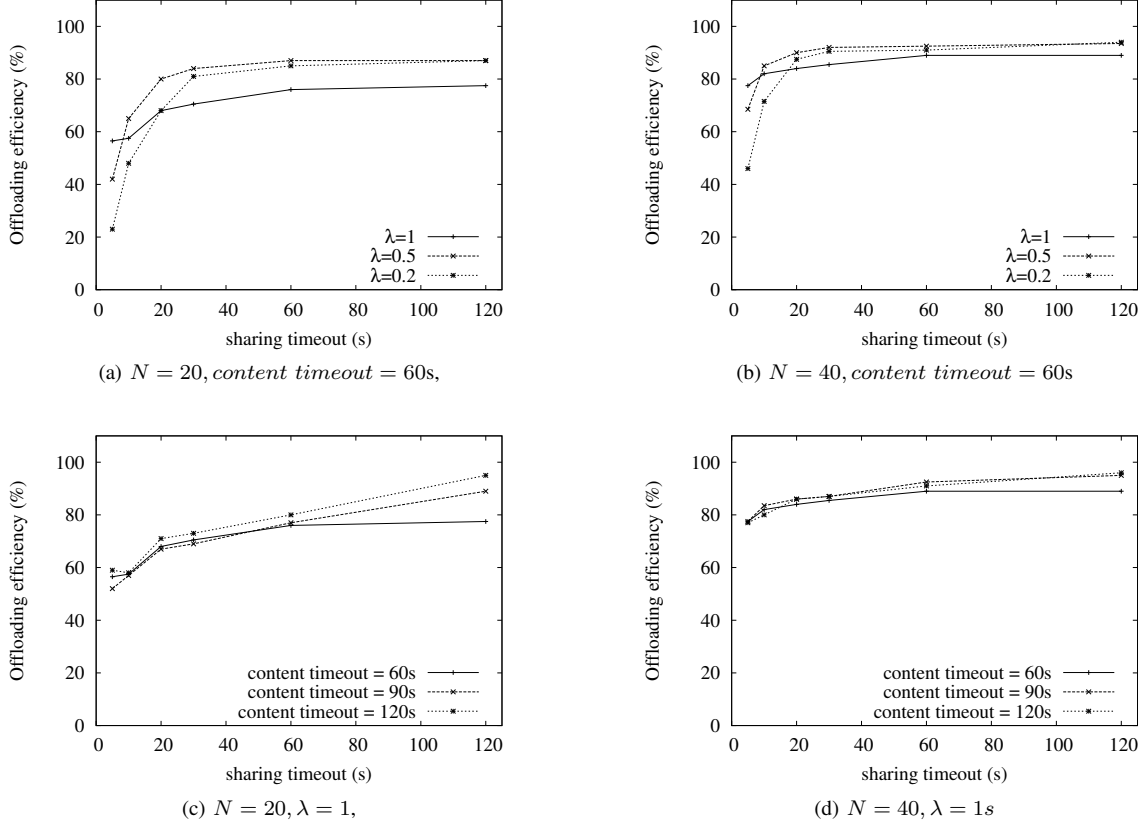 100
80
60
40
20
0
Offloading efficiency (%)
λ=1
λ=0.5
λ=0.2
0 20 40 60 80 100 120
sharing timeout (s)
(a) N = 20, content timeout = 60s,
100
80
60
40
20
0
Offloading efficiency (%)
λ=1
λ=0.5
λ=0.2
0 20 40 60 80 100 120
sharing timeout (s)
(b) N = 40, content timeout = 60s
100
80
60
40
20
0
Offloading efficiency (%)
content timeout = 60s
content timeout = 90s
content timeout = 120s
0 20 40 60 80 100 120
sharing timeout (s)
(c) N = 20, λ = 1,
100
80
60
40
20
0
Offloading efficiency (%)
content timeout = 60s
content timeout = 90s
content timeout = 120s
0 20 40 60 80 100 120
sharing timeout (s)
(d) N = 40, λ = 1s